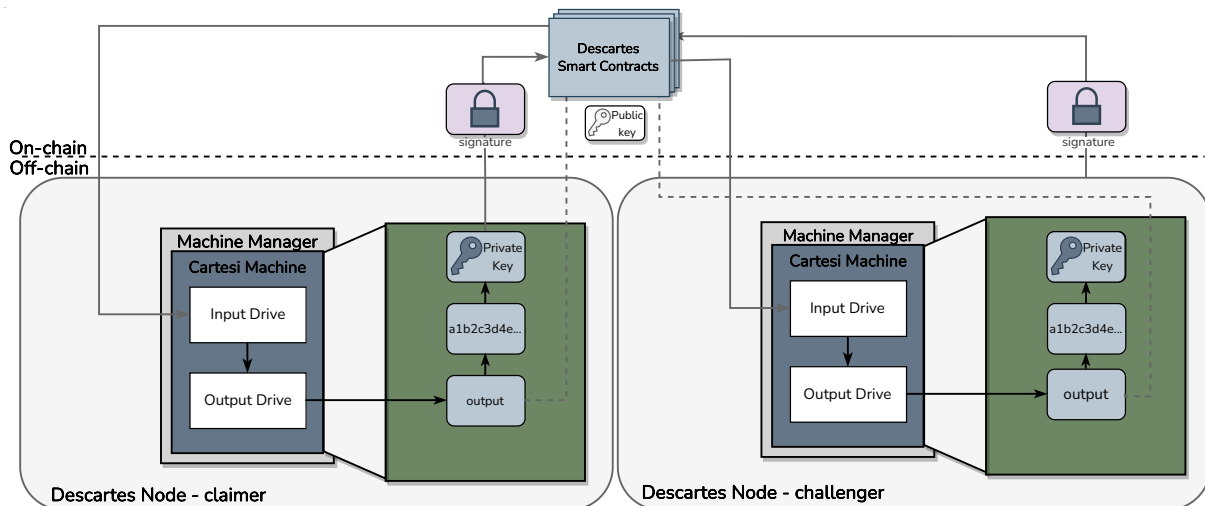 Descartes
Smart Contracts
Public
key
signature
signature
On-chain
Off-chain
Machine Manager
Cartesi Machine
Input Drive
Output Drive
Private
Key
a1b2c3d4e...
output
Descartes Node - claimer
Machine Manager
Cartesi Machine
Input Drive
Output Drive
Private
Key
a1b2c3d4e...
output
Descartes Node - challenger